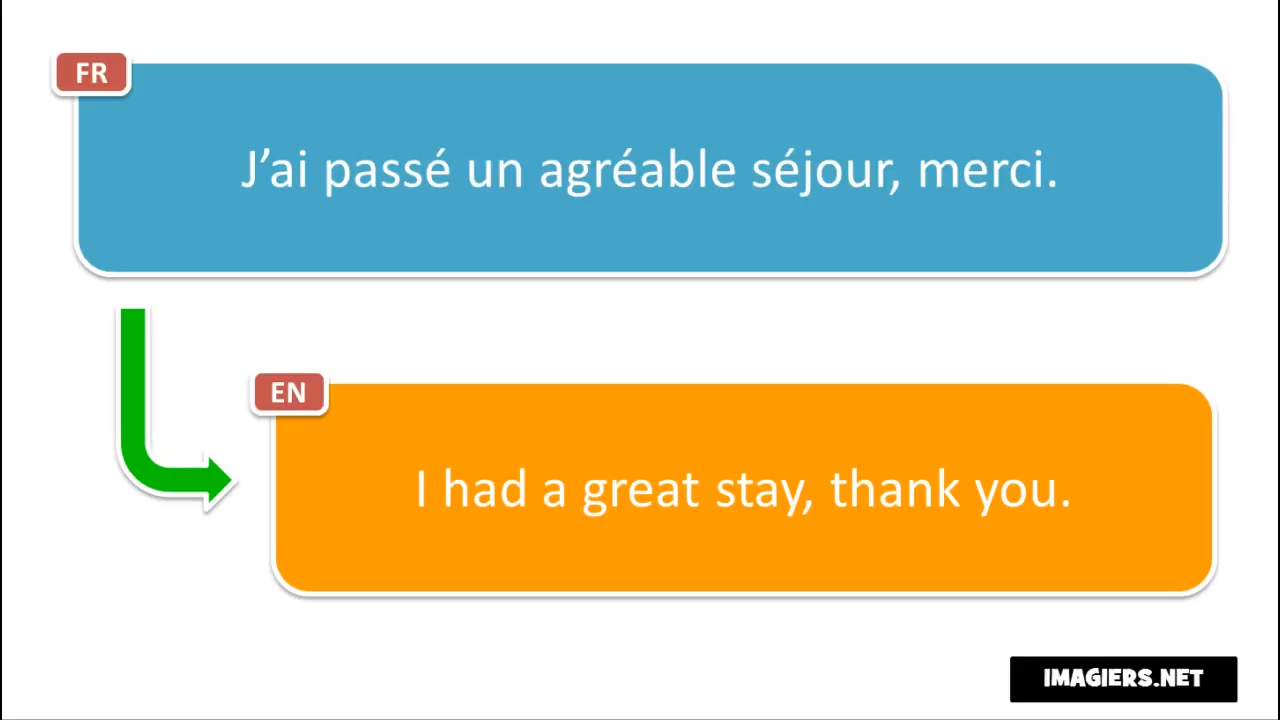 FR
J’ai passé un agréable séjour, merci.
EN
I had a great stay, thank you.
IMAGIERS.NET